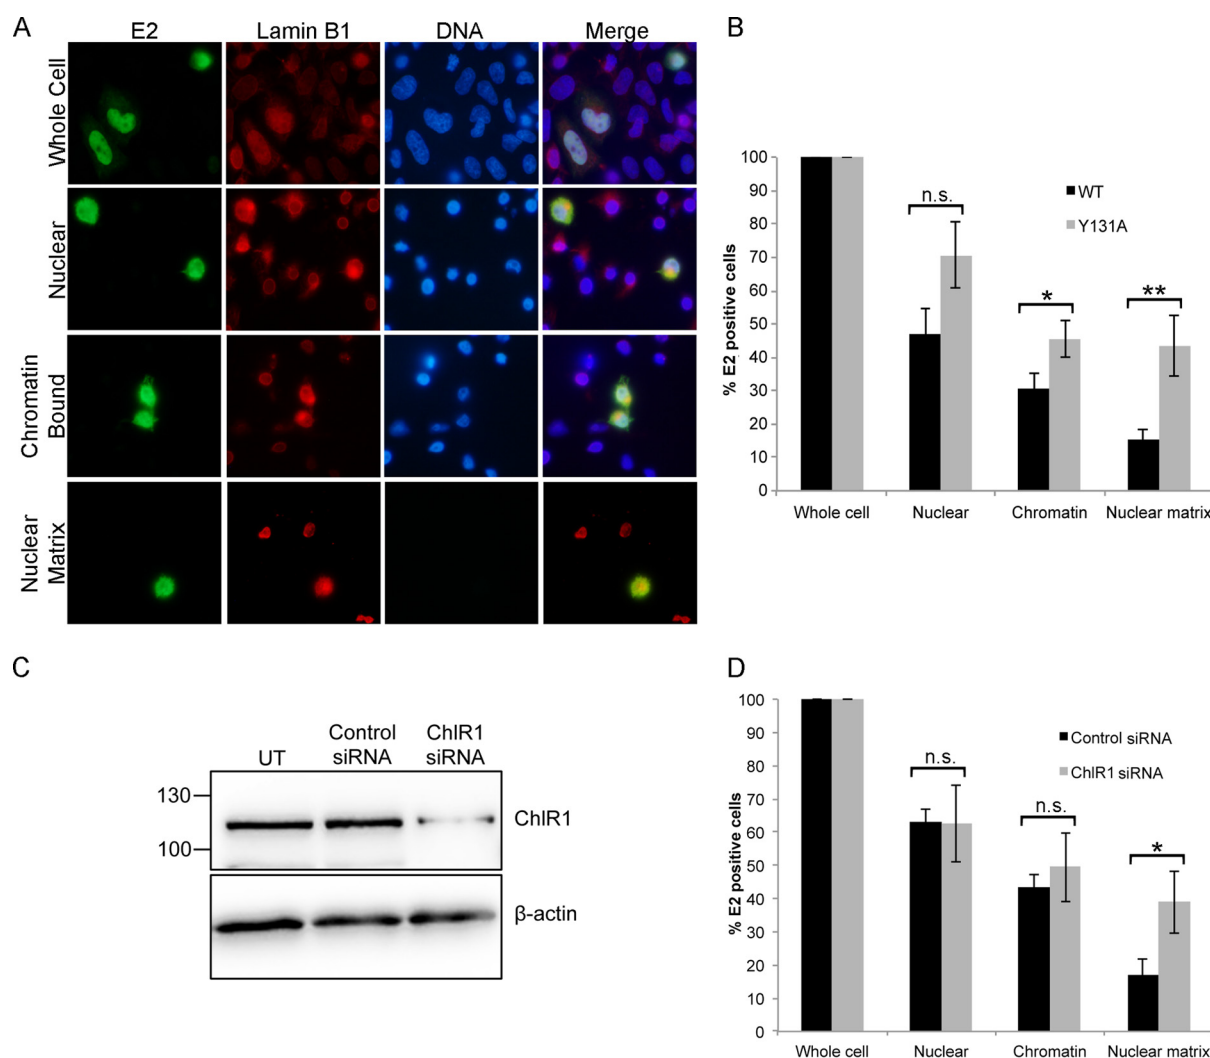 A
E2
Lamin B1
DNA
Merge
Whole Cell
Nuclear
Chromatin
Bound
Nuclear
Matrix
B
% E2 positive cells
100
90
80
70
60
50
40
30
20
10
0
n.s.
*
**
WT
Y131A
Whole cell
Nuclear
Chromatin
Nuclear matrix
C
UT
Control
siRNA
ChlR1
siRNA
130
100
ChlR1
β-actin
D
% E2 positive cells
100
90
80
70
60
50
40
30
20
10
0
n.s.
n.s.
*
Control siRNA
ChlR1 siRNA
Whole cell
Nuclear
Chromatin
Nuclear matrix